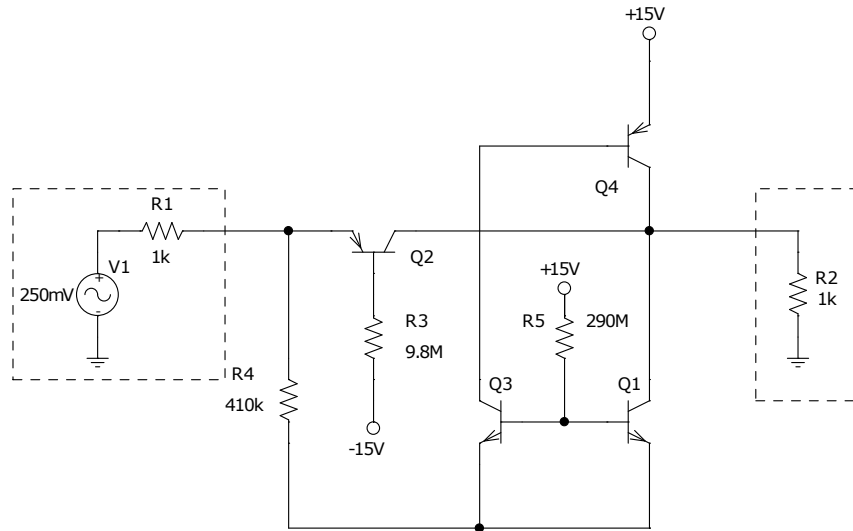 +15V
Q4
R1
1k
V1
250mV
+
-
Q2
+15V
R2
1k
R3
9.8M
R5
290M
R4
410k
-15V
Q3
Q1